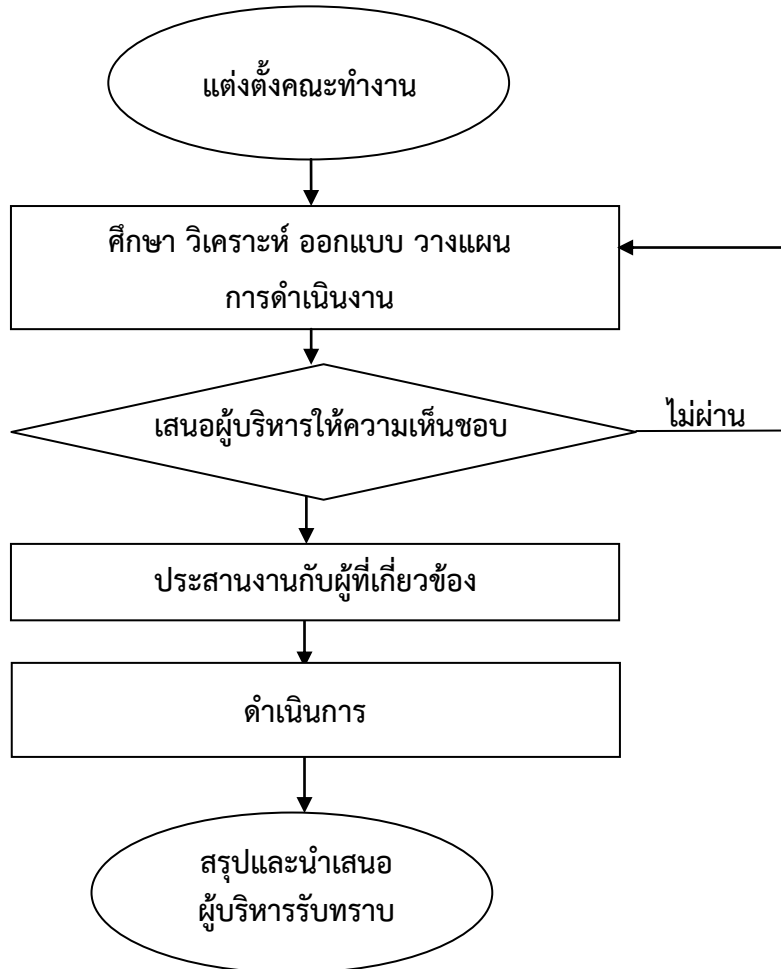 แต่งตั้งคณะทำงาน
ศึกษา วิเคราะห์ ออกแบบ วางแผน
การดำเนินงาน
เสนอผู้บริหารให้ความเห็นชอบ
ไม่ผ่าน
ประสานงานกับผู้ที่เกี่ยวข้อง
ดำเนินการ
สรุปและนำเสนอ
ผู้บริหารรับทราบ